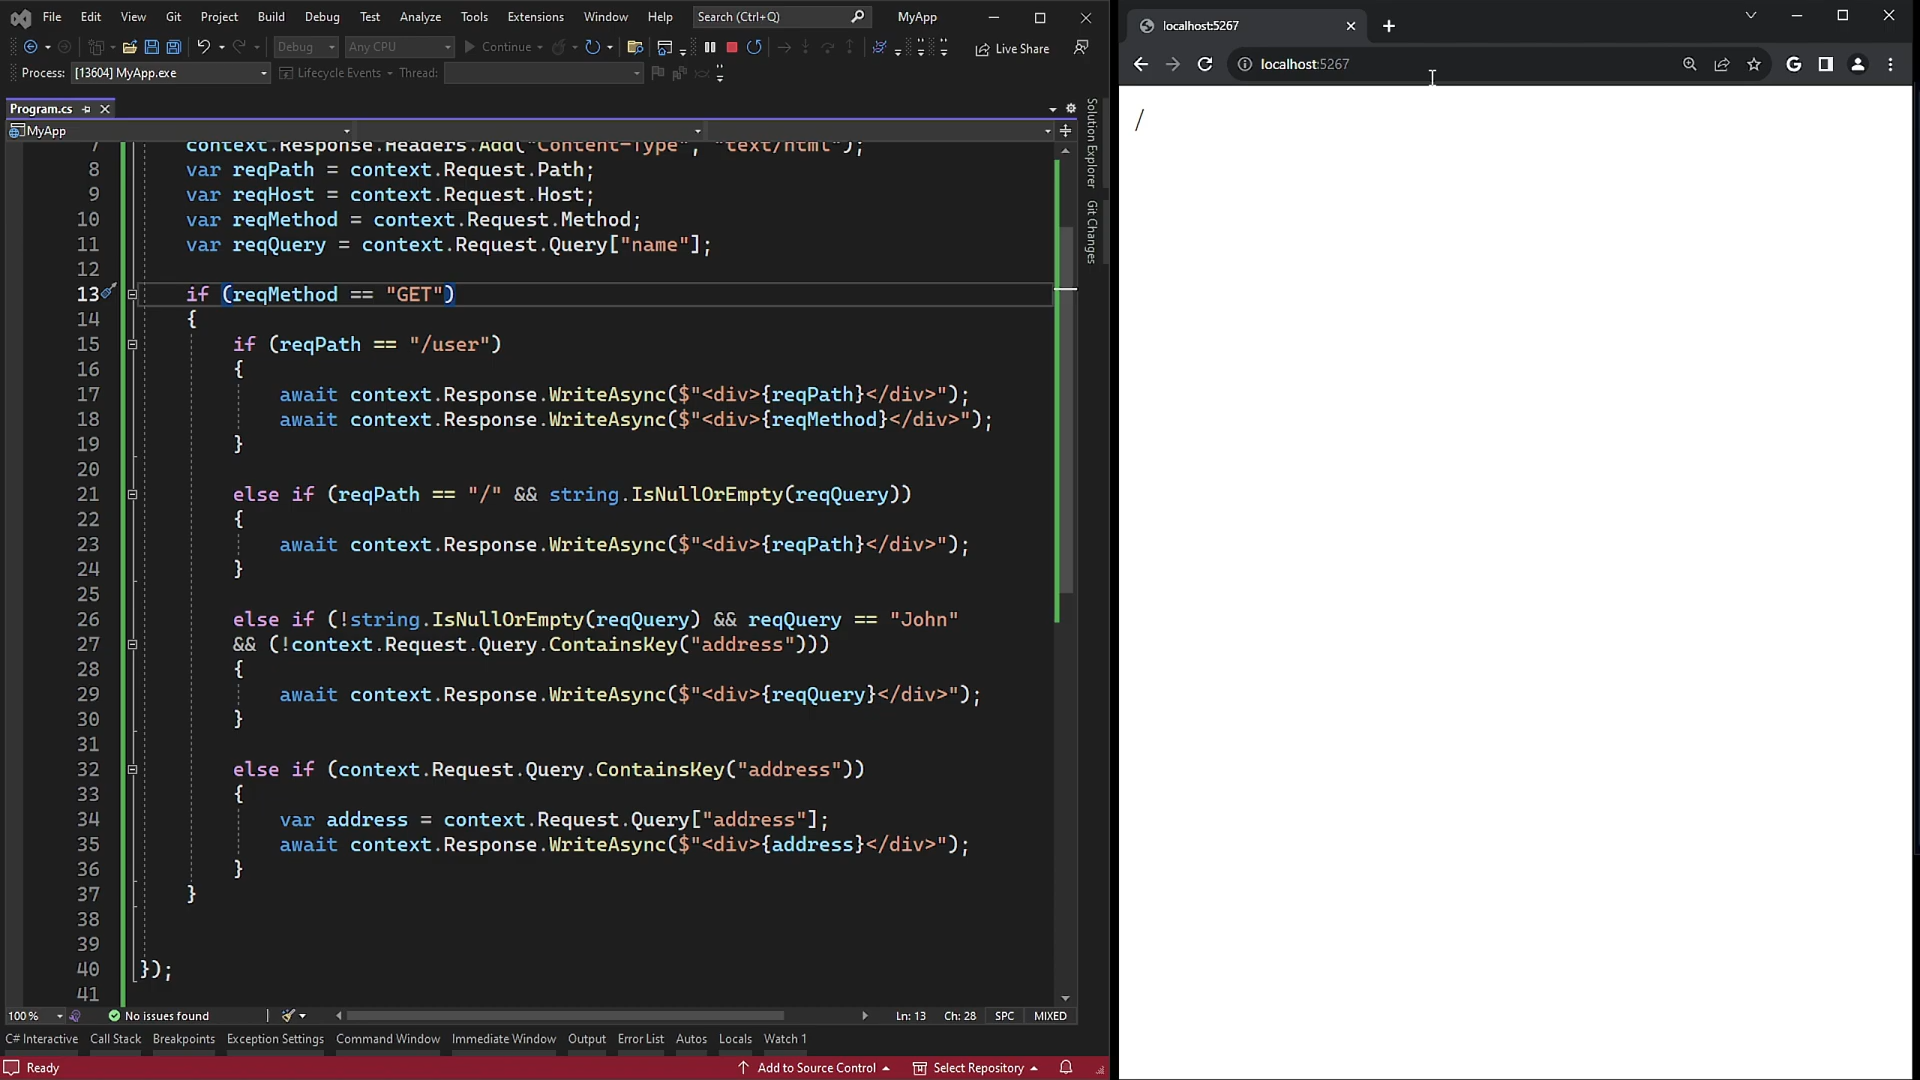 File Edit View Git Project Build Debug Test Analyze Tools Extensions Window Help Search (Ctrl+Q) MyApp
Debug Any CPU Continue Live Share
Process: [13604] MyApp.exe Lifecycle Events Thread:
Program.cs
MyApp
7 context.Response.Headers.Add("Content-Type", "text/html");
8 var reqPath = context.Request.Path;
9 var reqHost = context.Request.Host;
10 var reqMethod = context.Request.Method;
11 var reqQuery = context.Request.Query["name"];
12
13 if (reqMethod == "GET")
14 {
15 if (reqPath == "/user")
16 {
17 await context.Response.WriteAsync($"<div>{reqPath}</div>");
18 await context.Response.WriteAsync($"<div>{reqMethod}</div>");
19 }
20
21 else if (reqPath == "/" && string.IsNullOrEmpty(reqQuery))
22 {
23 await context.Response.WriteAsync($"<div>{reqPath}</div>");
24 }
25
26 else if (!string.IsNullOrEmpty(reqQuery) && reqQuery == "John"
27 && (!context.Request.Query.ContainsKey("address")))
28 {
29 await context.Response.WriteAsync($"<div>{reqQuery}</div>");
30 }
31
32 else if (context.Request.Query.ContainsKey("address"))
33 {
34 var address = context.Request.Query["address"];
35 await context.Response.WriteAsync($"<div>{address}</div>");
36 }
37 }
38
39
40 });
41
100 % No issues found Ln: 13 Ch: 28 SPC MIXED
C# Interactive Call Stack Breakpoints Exception Settings Command Window Immediate Window Output Error List Autos Locals Watch 1
Ready Add to Source Control Select Repository
Solution Explorer
Git Changes
localhost:5267
localhost:5267
/